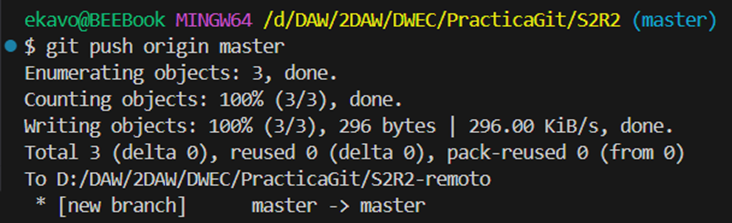 ekavo@BEEBook MINGW64 /d/DAW/2DAW/DWEC/PracticaGit/S2R2 (master)
$ git push origin master
Enumerating objects: 3, done.
Counting objects: 100% (3/3), done.
Writing objects: 100% (3/3), 296 bytes | 296.00 KiB/s, done.
Total 3 (delta 0), reused 0 (delta 0), pack-reused 0 (from 0)
To D:/DAW/2DAW/DWEC/PracticaGit/S2R2-remoto
 * [new branch]      master -> master